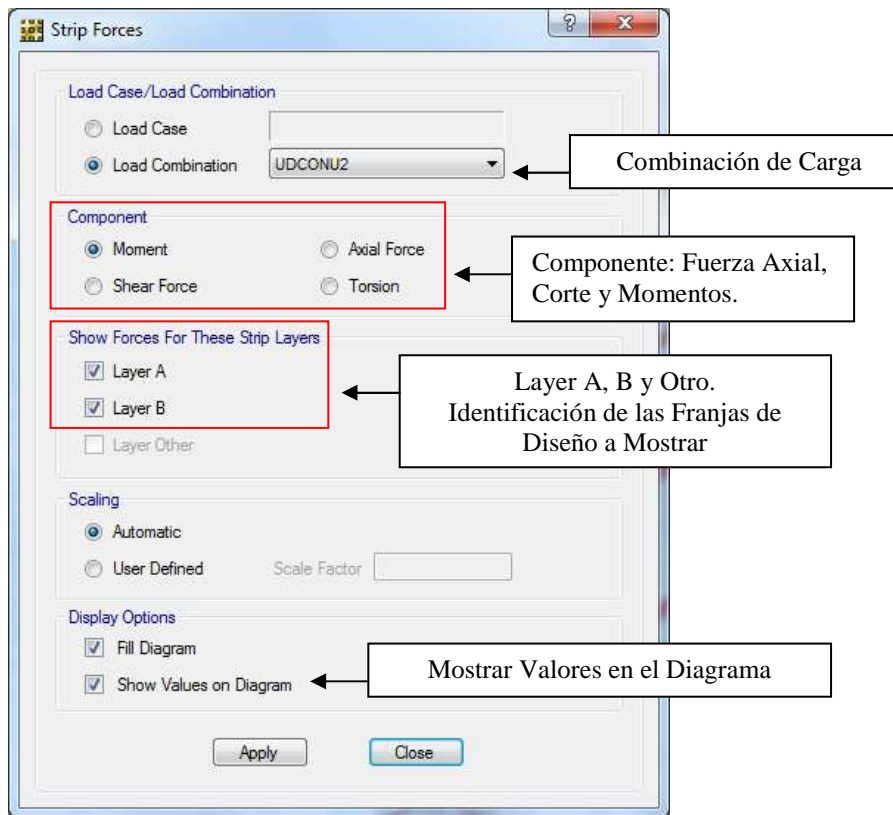 Strip Forces
Load Case/Load Combination
Load Case
Load Combination
UDCONU2
Combinación de Carga
Component
Moment
Axial Force
Shear Force
Torsion
Componente: Fuerza Axial,
Corte y Momentos.
Show Forces For These Strip Layers
Layer A
Layer B
Layer Other
Layer A, B y Otro.
Identificación de las Franjas de
Diseño a Mostrar
Scaling
Automatic
User Defined
Scale Factor
Display Options
Fill Diagram
Show Values on Diagram
Mostrar Valores en el Diagrama
Apply
Close